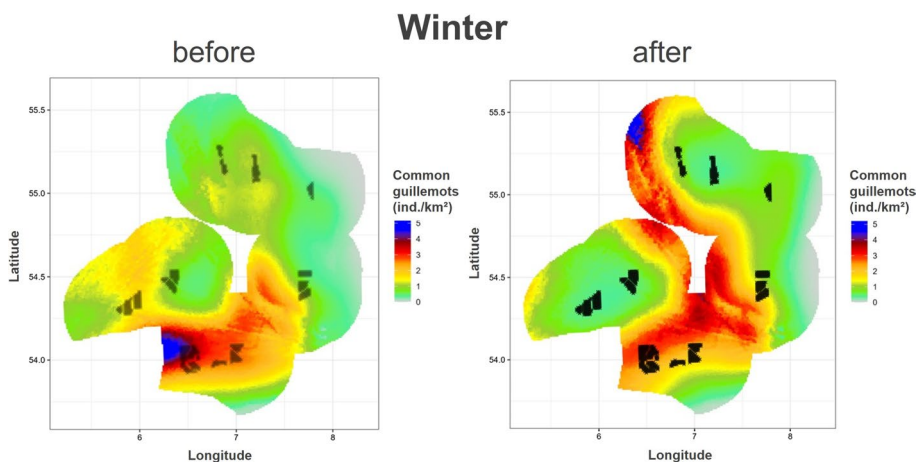 Winter
before
after
55.5
55.0
54.5
54.0
Latitude
6
7
8
Longitude
Common
guillemots
(ind./km²)
5
4
3
2
1
0
55.5
55.0
54.5
54.0
Latitude
6
7
8
Longitude
Common
guillemots
(ind./km²)
5
4
3
2
1
0